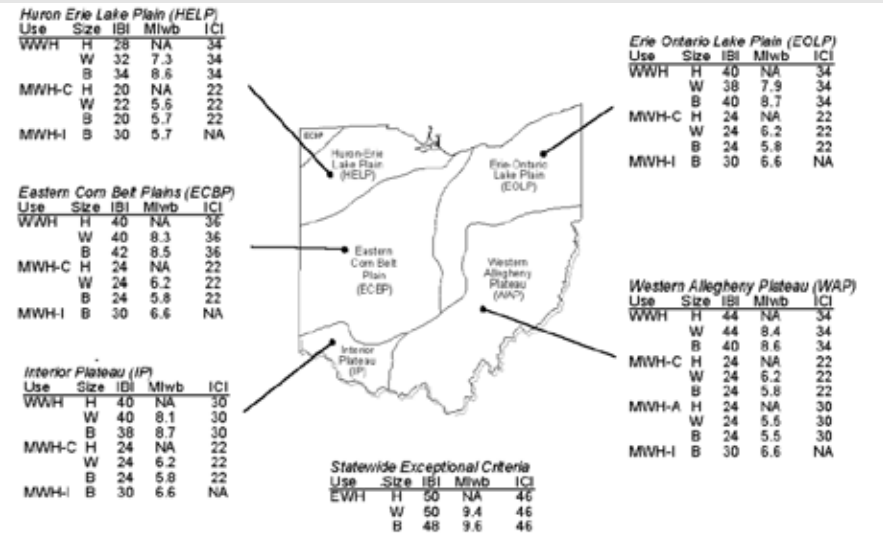 Huron Erie Lake Plain (HELP)
Use Size IBI MIwb ICI
WWH H 28 NA 34
W 32 7.3 34
B 34 8.6 34
MWH-C H 20 NA 22
W 22 5.6 22
B 20 5.7 22
MWH-I B 30 5.7 NA
Erie Ontario Lake Plain (EOLP)
Use Size IBI MIwb ICI
WWH H 40 NA 34
W 38 7.9 34
B 40 8.7 34
MWH-C H 24 NA 22
W 24 6.2 22
B 24 5.8 22
MWH-I B 30 6.6 NA
ECBP
Huron-Erie
Lake Plain
(HELP)
Erie-Ontario
Lake Plain
(EOLP)
Eastern Corn Belt Plains (ECBP)
Use Size IBI MIwb ICI
WWH H 40 NA 36
W 40 8.3 36
B 42 8.5 36
MWH-C H 24 NA 22
W 24 6.2 22
B 24 5.8 22
MWH-I B 30 6.6 NA
Eastern
Corn Belt
Plain
(ECBP)
Western
Allegheny
Plateau
(WAP)
Western Allegheny Plateau (WAP)
Use Size IBI MIwb ICI
WWH H 44 NA 34
W 44 8.4 34
B 40 8.6 34
MWH-C H 24 NA 22
W 24 6.2 22
B 24 5.8 22
MWH-A H 24 NA 30
W 24 5.5 30
B 24 5.5 30
MWH-I B 30 6.6 NA
Interior
Plateau
(IP)
Interior Plateau (IP)
Use Size IBI MIwb ICI
WWH H 40 NA 30
W 40 8.1 30
B 38 8.7 30
MWH-C H 24 NA 22
W 24 6.2 22
B 24 5.8 22
MWH-I B 30 6.6 NA
Statewide Exceptional Criteria
Use Size IBI MIwb ICI
EWH H 50 NA 46
W 50 9.4 46
B 48 9.6 46